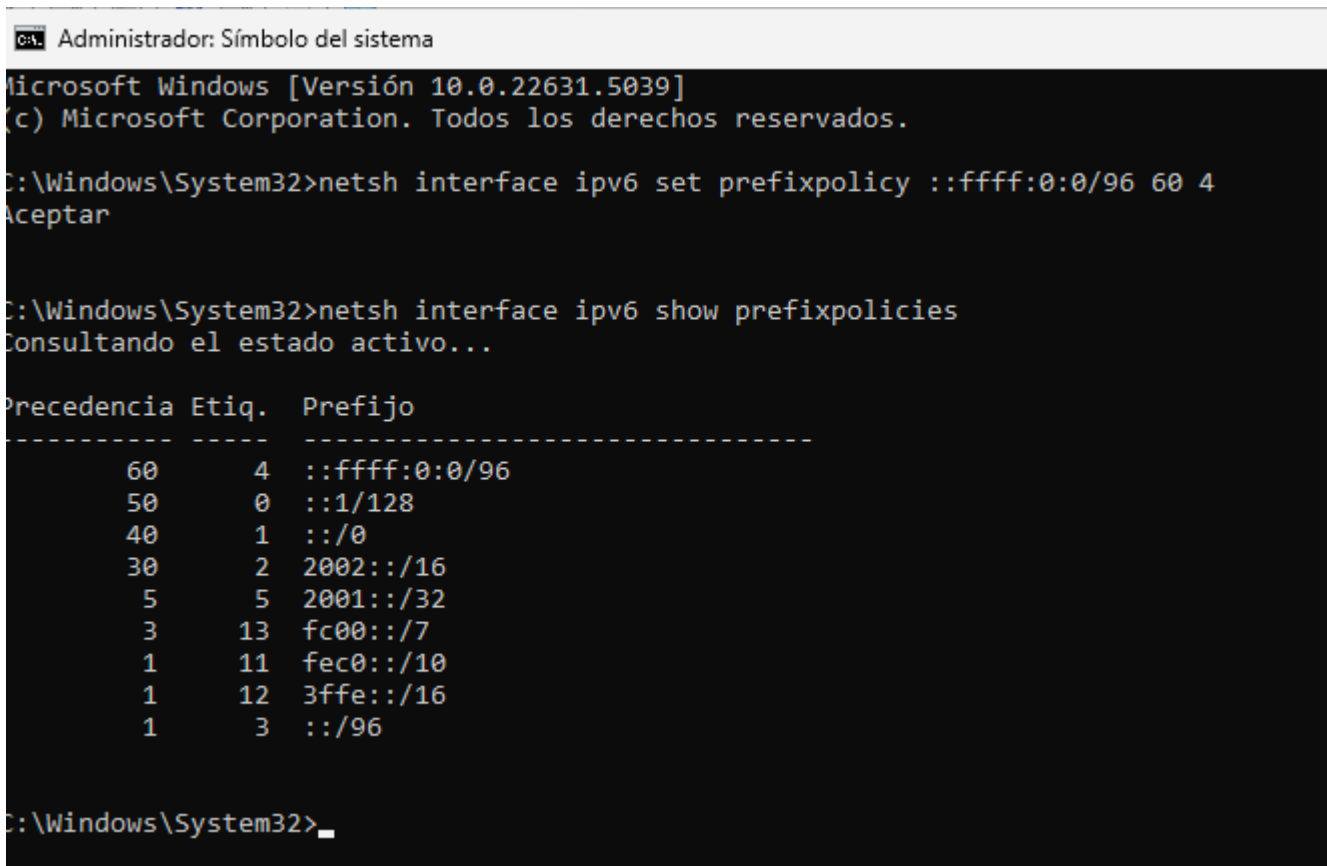 Administrador: Símbolo del sistema
Microsoft Windows [Versión 10.0.22631.5039]
(c) Microsoft Corporation. Todos los derechos reservados.
C:\Windows\System32>netsh interface ipv6 set prefixpolicy ::ffff:0:0/96 60 4
Aceptar
C:\Windows\System32>netsh interface ipv6 show prefixpolicies
Consultando el estado activo...
Precedencia Etiq.  Prefijo
----------- -----  --------------------------------
60      4  ::ffff:0:0/96
50      0  ::1/128
40      1  ::/0
30      2  2002::/16
5      5  2001::/32
3     13  fc00::/7
1     11  fec0::/10
1     12  3ffe::/16
1      3  ::/96
C:\Windows\System32>